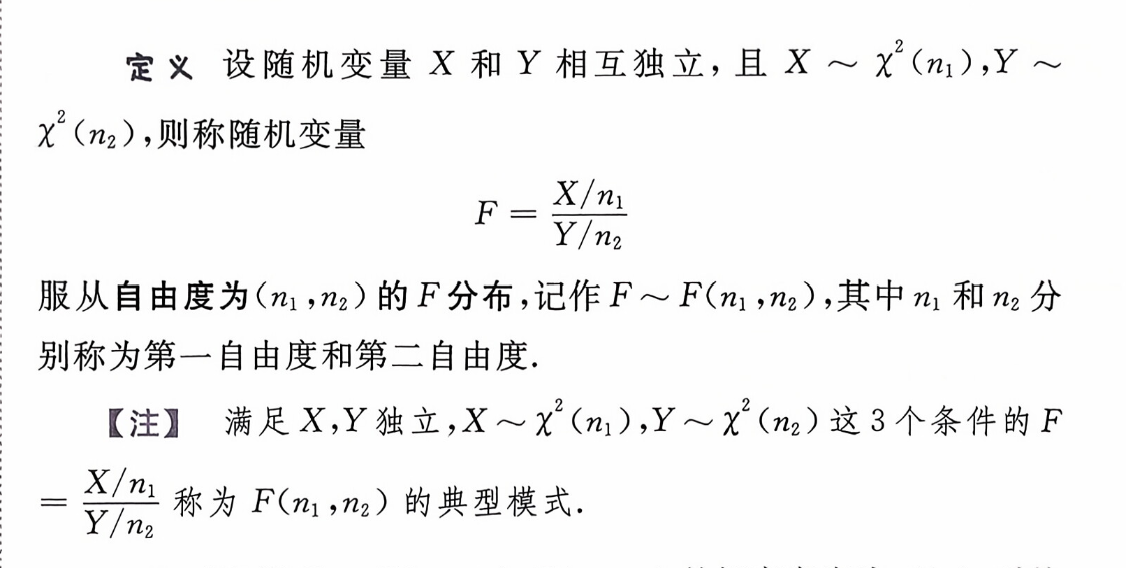 定义 设随机变量 X 和 Y 相互独立,且 X ~ χ²(n₁),Y ~
χ²(n₂),则称随机变量
F = \frac{X/n₁}{Y/n₂}
服从自由度为(n₁,n₂)的 F 分布,记作 F ~ F(n₁,n₂),其中 n₁ 和 n₂ 分
别称为第一自由度和第二自由度.
【注】 满足 X,Y 独立,X ~ χ²(n₁),Y ~ χ²(n₂)这 3 个条件的 F
= \frac{X/n₁}{Y/n₂} 称为 F(n₁,n₂)的典型模式.